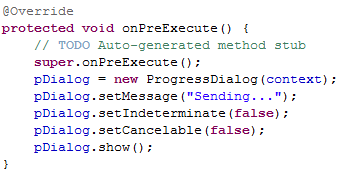 @Override
protected void onPreExecute() {
    // TODO Auto-generated method stub
    super.onPreExecute();
    pDialog = new ProgressDialog(context);
    pDialog.setMessage("Sending...");
    pDialog.setIndeterminate(false);
    pDialog.setCancelable(false);
    pDialog.show();
}